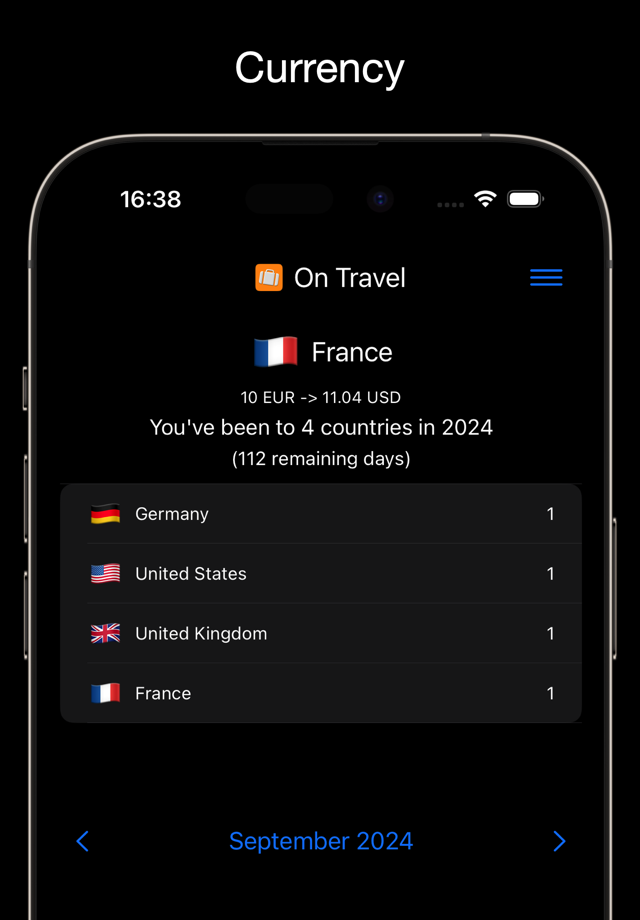 Currency
16:38
On Travel
France
10 EUR -> 11.04 USD
You've been to 4 countries in 2024
(112 remaining days)
Germany 1
United States 1
United Kingdom 1
France 1
September 2024